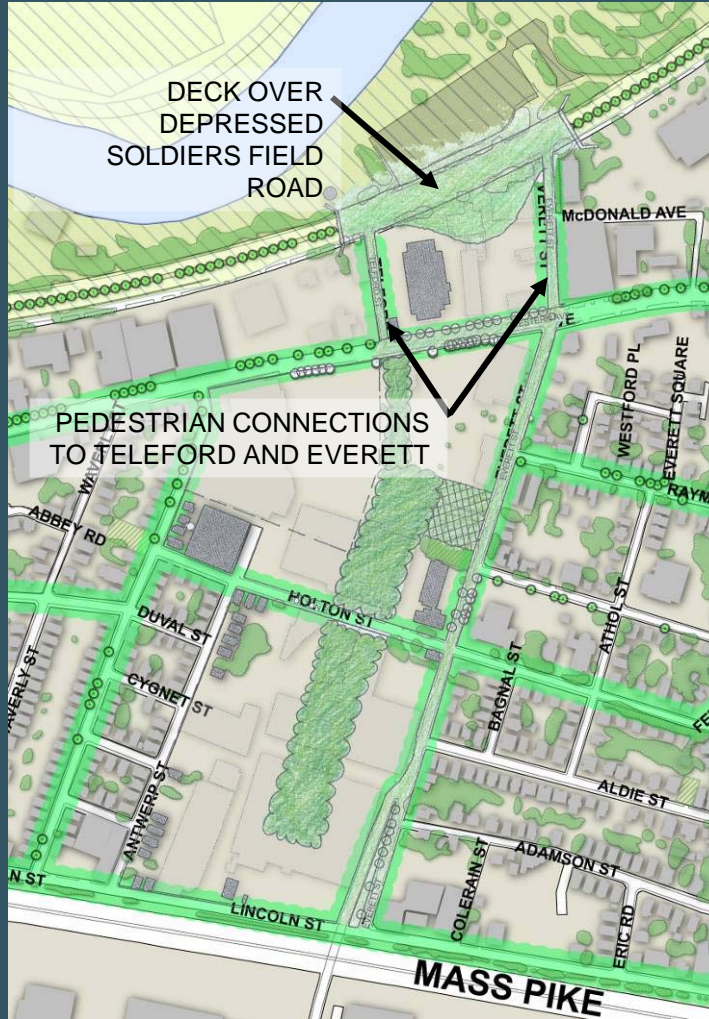 DECK OVER
DEPRESSED
SOLDIERS FIELD
ROAD
McDONALD AVE
WESTFORD PL
EVERETT SQUARE
PEDESTRIAN CONNECTIONS
TO TELEFORD AND EVERETT
ABBEY RD
HOLTON ST
DUVAL ST
CYGNET ST
ATHOL ST
BAGNAL ST
ANTWERP ST
ALDIE ST
ADAMSON ST
COLERAIN ST
ERIC RD
LINCOLN ST
MASS PIKE